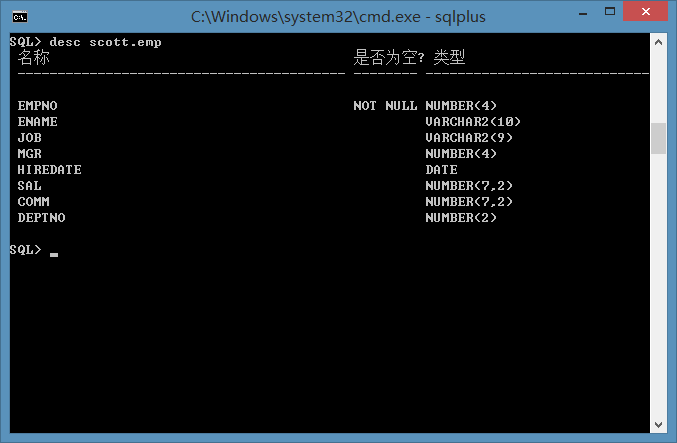 C:\Windows\system32\cmd.exe - sqlplus
SQL> desc scott.emp
名称 是否为空? 类型
----------------------------------------- -------- ----------------------------
EMPNO NOT NULL NUMBER(4)
ENAME VARCHAR2(10)
JOB VARCHAR2(9)
MGR NUMBER(4)
HIREDATE DATE
SAL NUMBER(7,2)
COMM NUMBER(7,2)
DEPTNO NUMBER(2)
SQL>